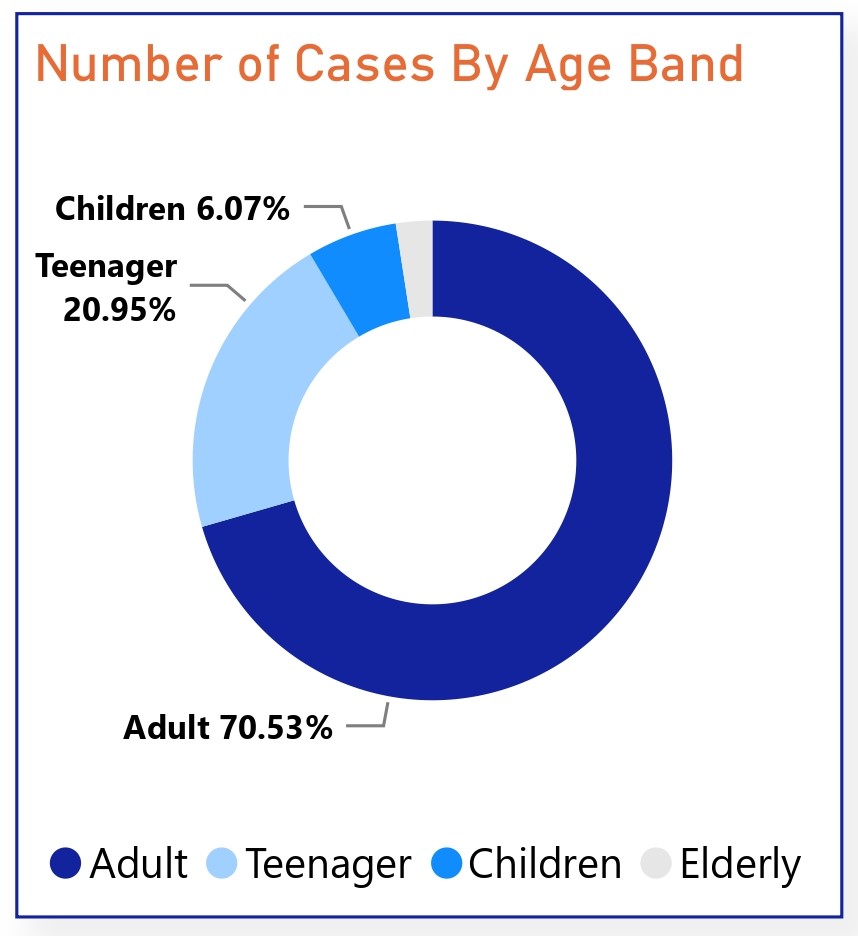 Number of Cases By Age Band
Children 6.07%
Teenager
20.95%
Adult 70.53%
Adult Teenager Children Elderly